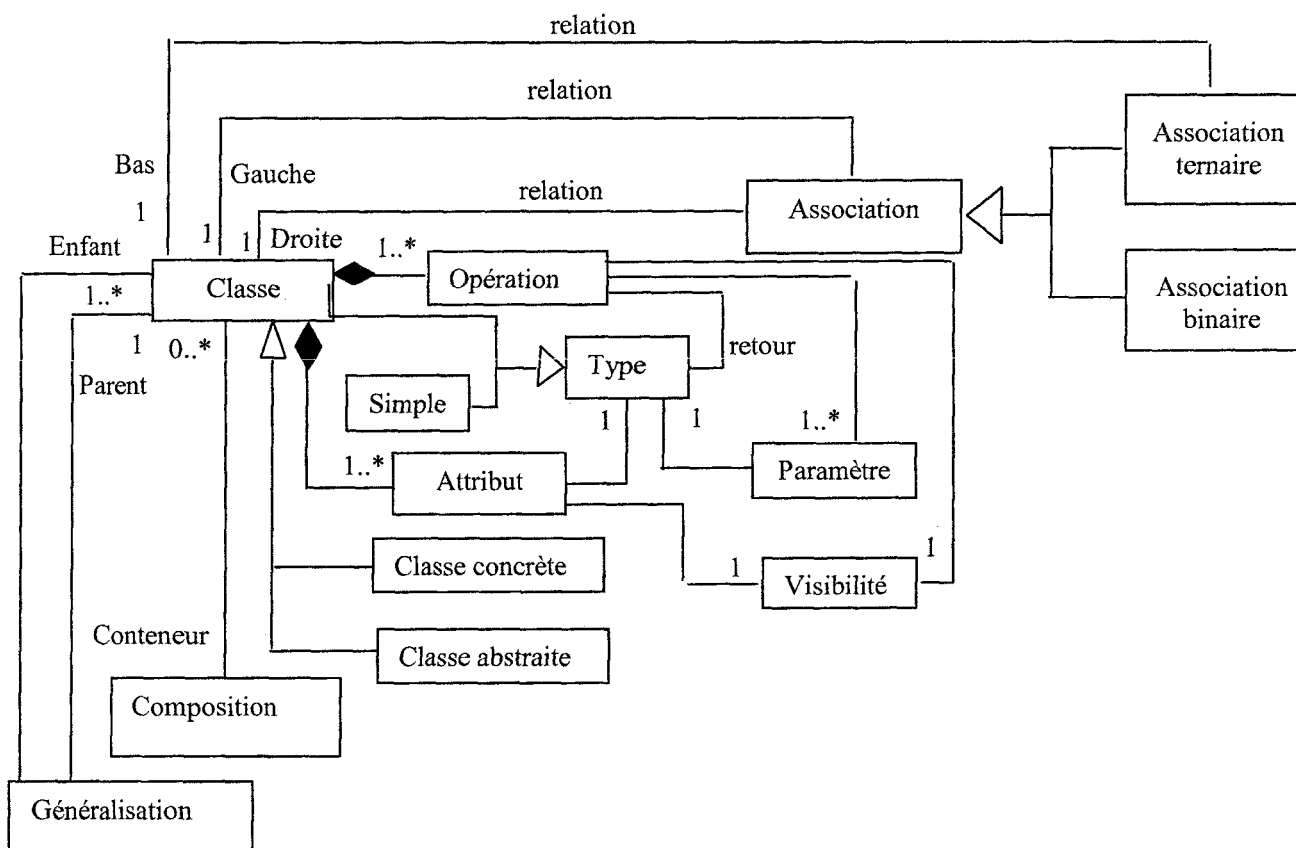 relation
relation
Association
ternaire
Bas
Gauche
relation
Association
1
Enfant
1
1
Droite
1..*
Opération
Classe
Association
binaire
1..*
1
0..*
Parent
retour
Type
Simple
1
1
1..*
1..*
Attribut
Paramètre
Classe concrète
1
1
Visibilité
Conteneur
Classe abstraite
Composition
Généralisation